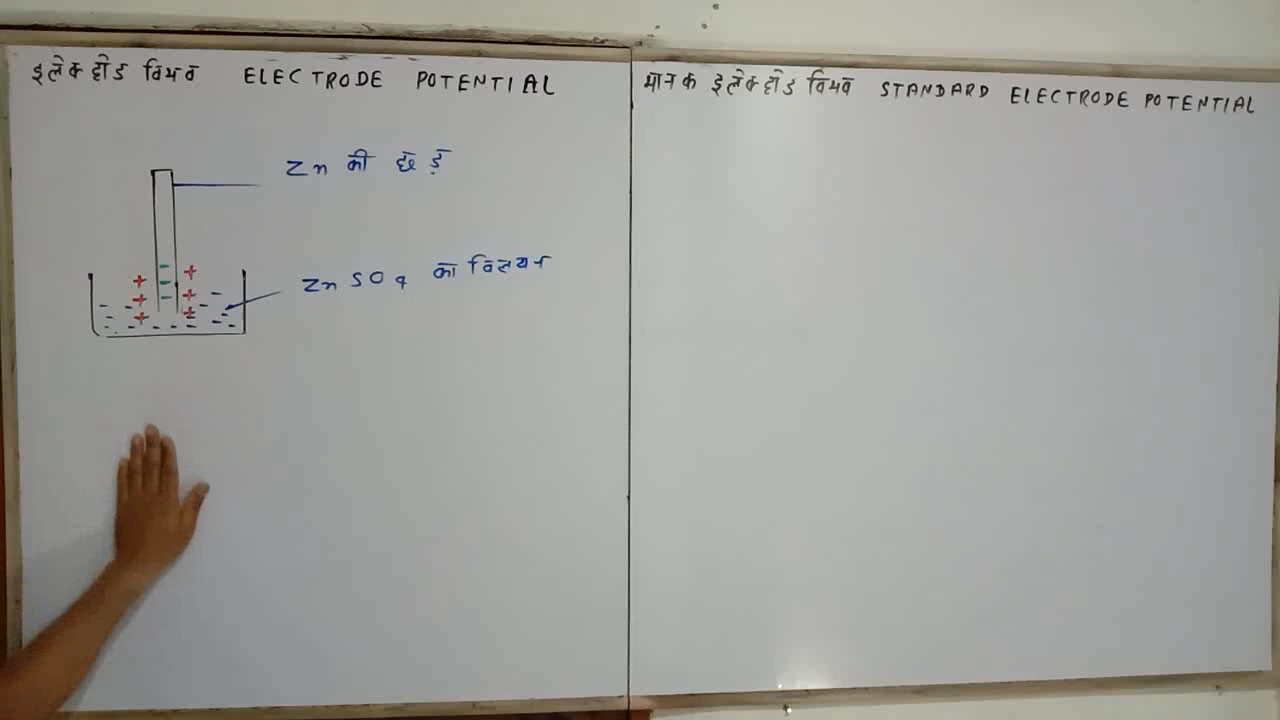 इलेक्ट्रोड विभव ELECTRODE POTENTIAL
Zn की छड़
ZnSO4 का विलयन
मानक इलेक्ट्रोड विभव STANDARD ELECTRODE POTENTIAL